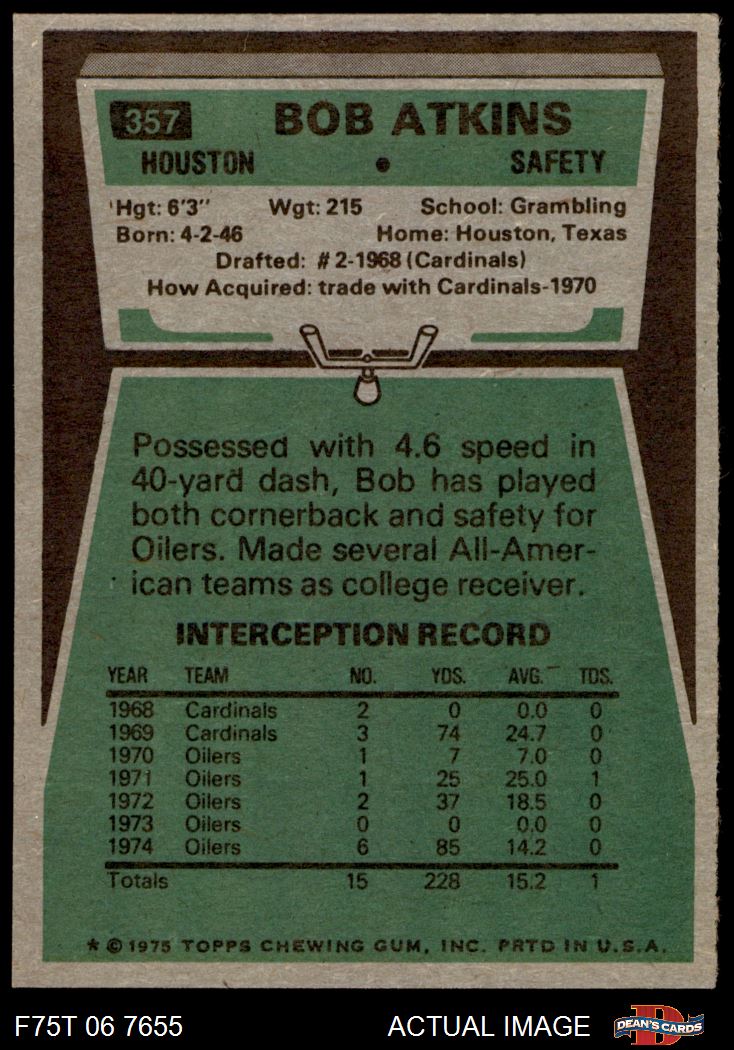 357
BOB ATKINS
HOUSTON • SAFETY
Hgt: 6'3" Wgt: 215 School: Grambling
Born: 4-2-46 Home: Houston, Texas
Drafted: #2-1968 (Cardinals)
How Acquired: trade with Cardinals-1970
Possessed with 4.6 speed in
40-yard dash, Bob has played
both cornerback and safety for
Oilers. Made several All-Amer-
ican teams as college receiver.
INTERCEPTION RECORD
YEAR TEAM NO. YDS. AVG. TDS.
1968 Cardinals 2 0 0.0 0
1969 Cardinals 3 74 24.7 0
1970 Oilers 1 7 7.0 0
1971 Oilers 1 25 25.0 1
1972 Oilers 2 37 18.5 0
1973 Oilers 0 0 0.0 0
1974 Oilers 6 85 14.2 0
Totals 15 228 15.2 1
* © 1975 TOPPS CHEWING GUM, INC. PRTD IN U.S.A.
F75T 06 7655 ACTUAL IMAGE
D
DEAN'S CARDS